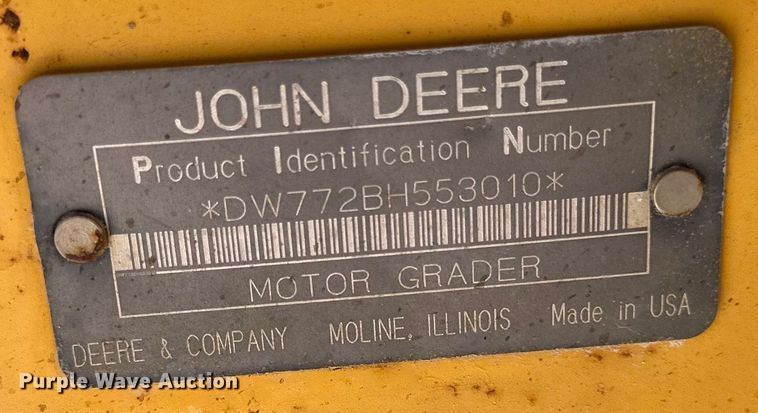 JOHN DEERE
Product Identification Number
*DW772BH553010*
MOTOR GRADER
DEERE & COMPANY MOLINE, ILLINOIS Made in USA
Purple Wave Auction